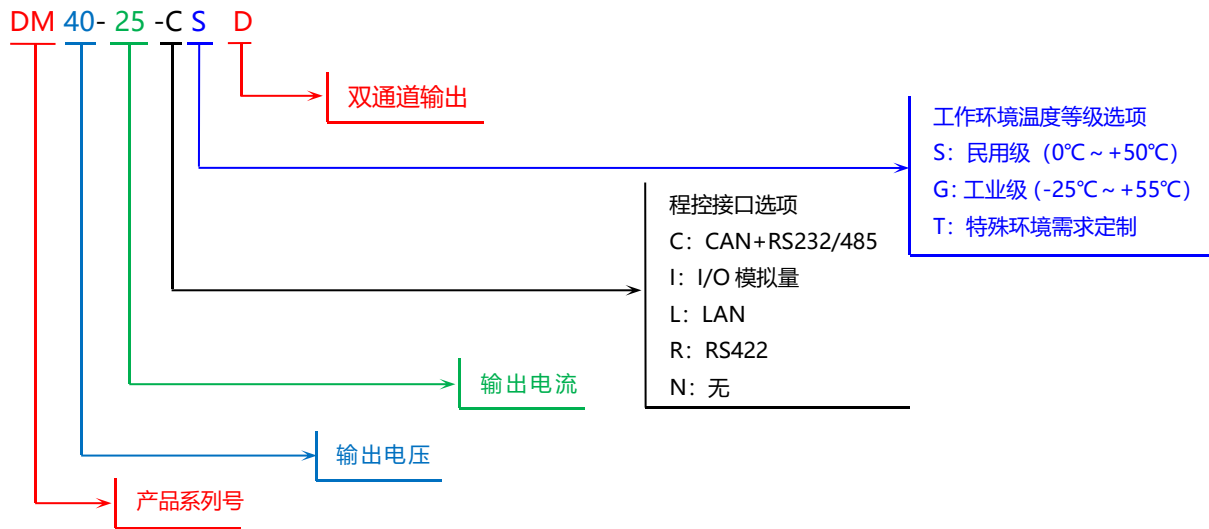 DM 40- 25 -C S D
双通道输出
工作环境温度等级选项
S：民用级（0℃～+50℃）
G: 工业级 (-25℃～+55℃)
T：特殊环境需求定制
程控接口选项
C：CAN+RS232/485
I：I/O 模拟量
L：LAN
R：RS422
N：无
输出电流
输出电压
产品系列号